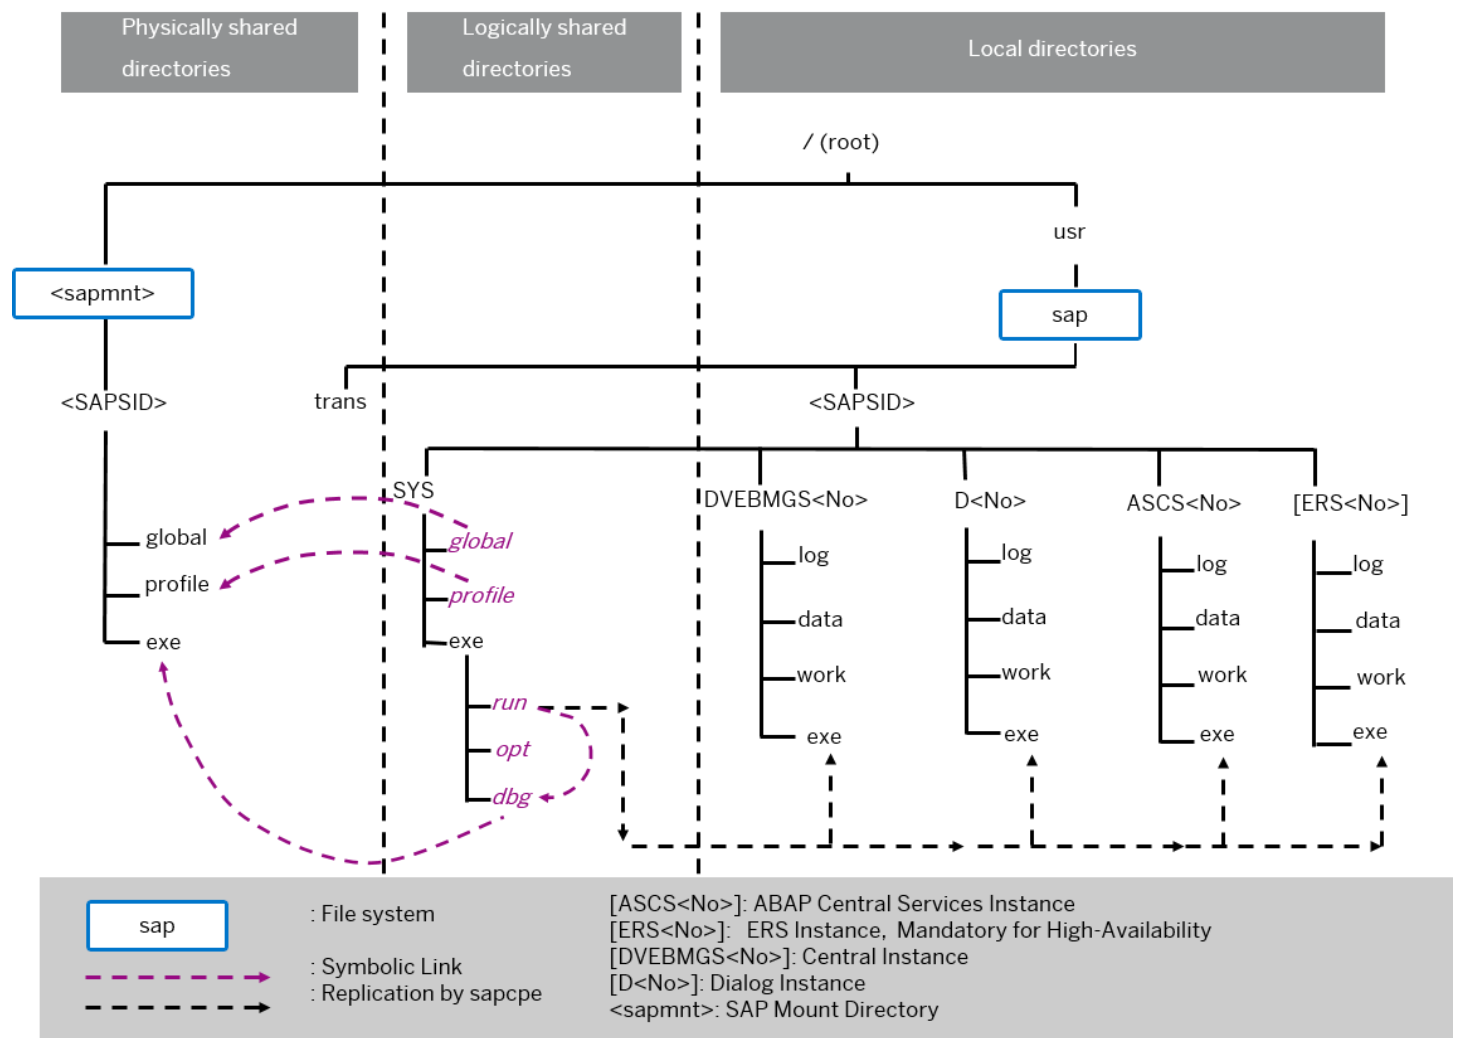 Physically shared
directories
Logically shared
directories
Local directories
/ (root)
usr
<sapmnt>
sap
<SAPSID>
trans
<SAPSID>
SYS
DVEBMGS<No>
D<No>
ASCS<No>
[ERS<No>]
global
profile
exe
global
profile
exe
run
opt
dbg
log
data
work
exe
log
data
work
exe
log
data
work
exe
log
data
work
exe
sap
: File system
: Symbolic Link
: Replication by sapcpe
[ASCS<No>]: ABAP Central Services Instance
[ERS<No>]: ERS Instance, Mandatory for High-Availability
[DVEBMGS<No>]: Central Instance
[D<No>]: Dialog Instance
<sapmnt>: SAP Mount Directory